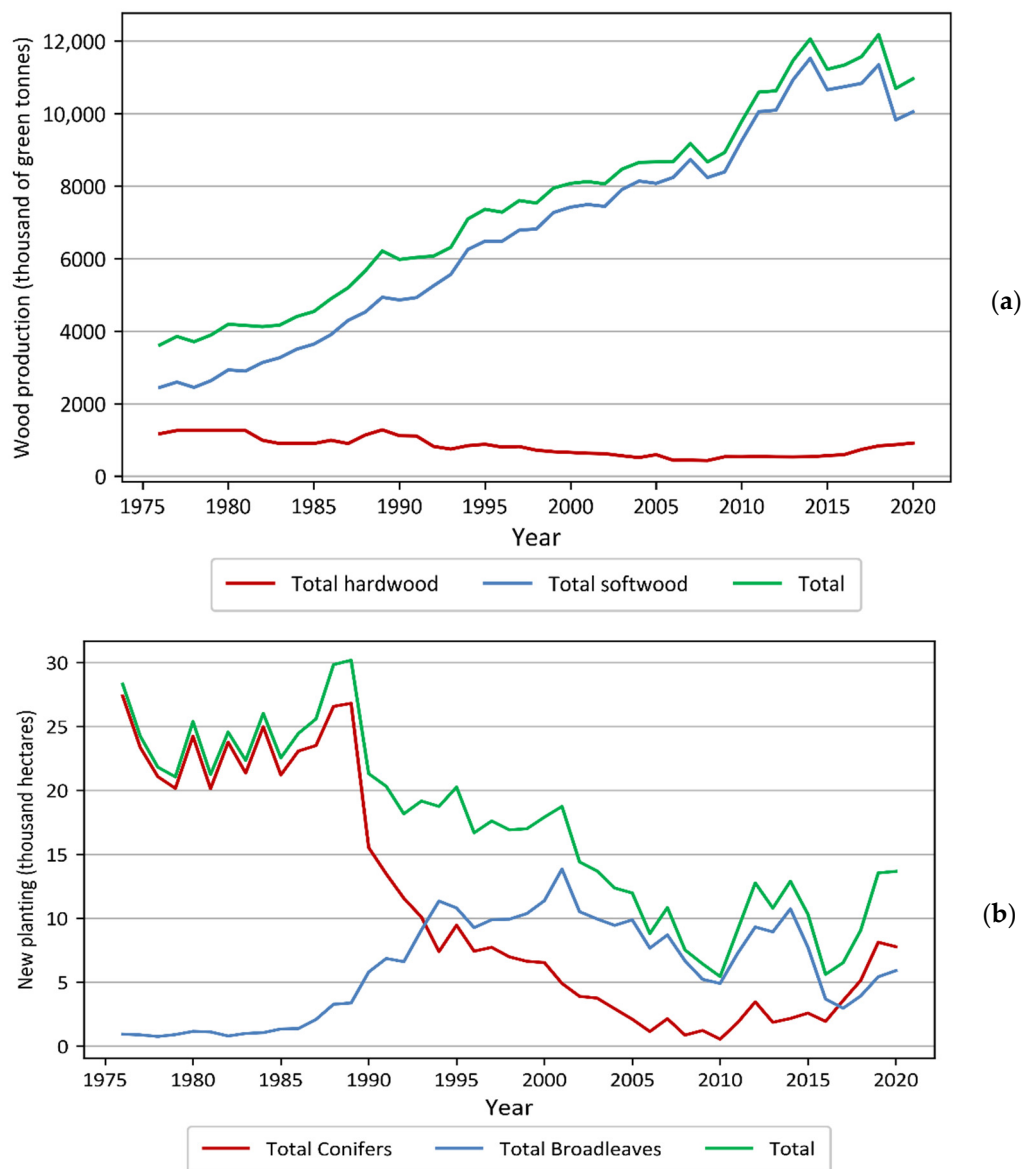 Wood production (thousand of green tonnes)
12,000
10,000
8000
6000
4000
2000
0
1975 1980 1985 1990 1995 2000 2005 2010 2015 2020
Year
Total hardwood Total softwood Total
(a)
New planting (thousand hectares)
30
25
20
15
10
5
0
1975 1980 1985 1990 1995 2000 2005 2010 2015 2020
Year
Total Conifers Total Broadleaves Total
(b)